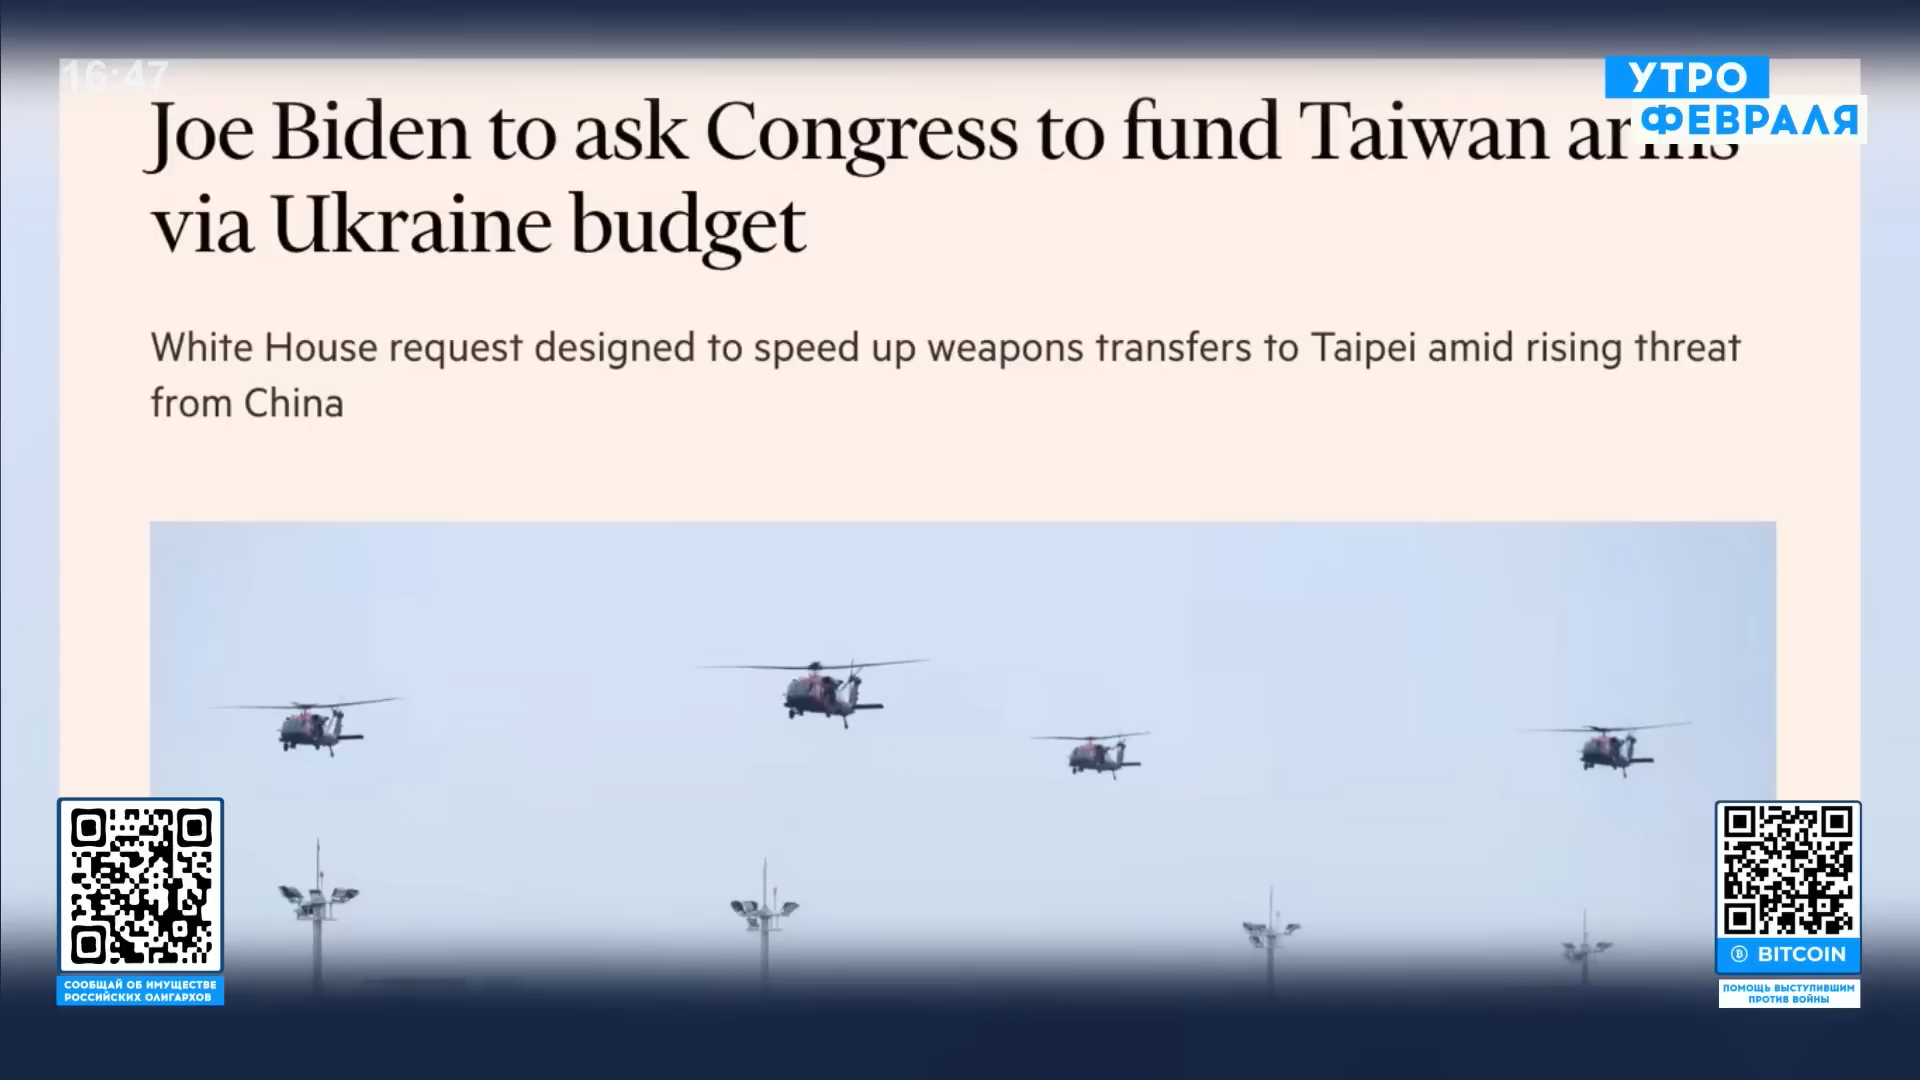 16:47
УТРО
ФЕВРАЛЯ
Joe Biden to ask Congress to fund Taiwan arms
via Ukraine budget
White House request designed to speed up weapons transfers to Taipei amid rising threat
from China
СООБЩАЙ ОБ ИМУЩЕСТВЕ
РОССИЙСКИХ ОЛИГАРХОВ
BITCOIN
ПОМОЩЬ ВЫСТУПИВШИМ
ПРОТИВ ВОЙНЫ